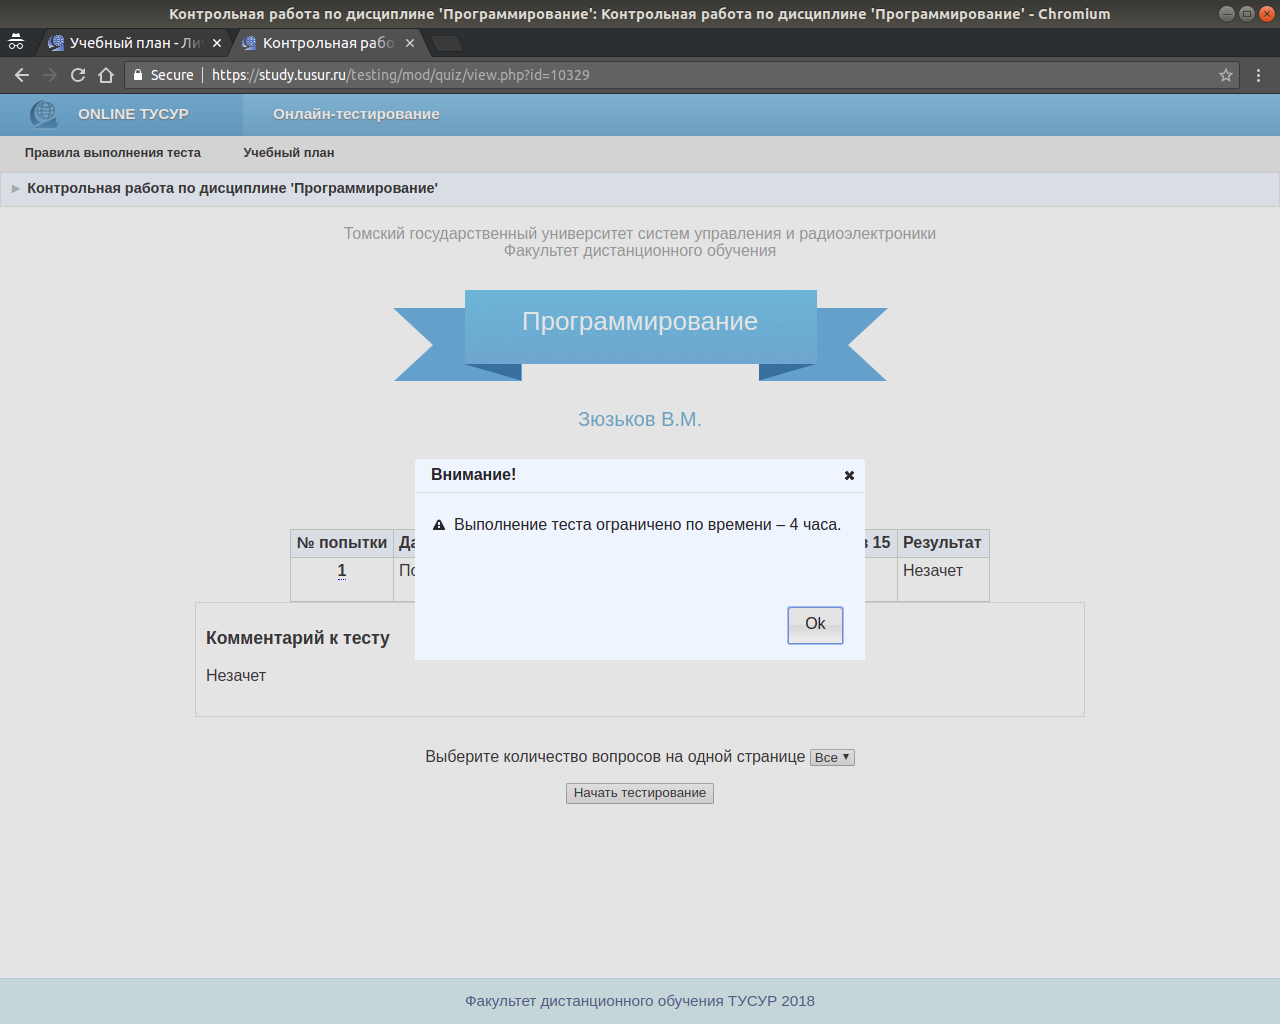 Контрольная работа по дисциплине 'Программирование': Контрольная работа по дисциплине 'Программирование' - Chromium
Учебный план - Ли
Контрольная рабо
Secure
https://study.tusur.ru/testing/mod/quiz/view.php?id=10329
ONLINE ТУСУР
Онлайн-тестирование
Правила выполнения теста
Учебный план
Контрольная работа по дисциплине 'Программирование'
Томский государственный университет систем управления и радиоэлектроники
Факультет дистанционного обучения
Программирование
Зюзьков В.М.
Внимание!
Выполнение теста ограничено по времени – 4 часа.
Ok
№ попытки Да 15 Результат
1 По Незачет
Комментарий к тесту
Незачет
Выберите количество вопросов на одной странице Все
Начать тестирование
Факультет дистанционного обучения ТУСУР 2018